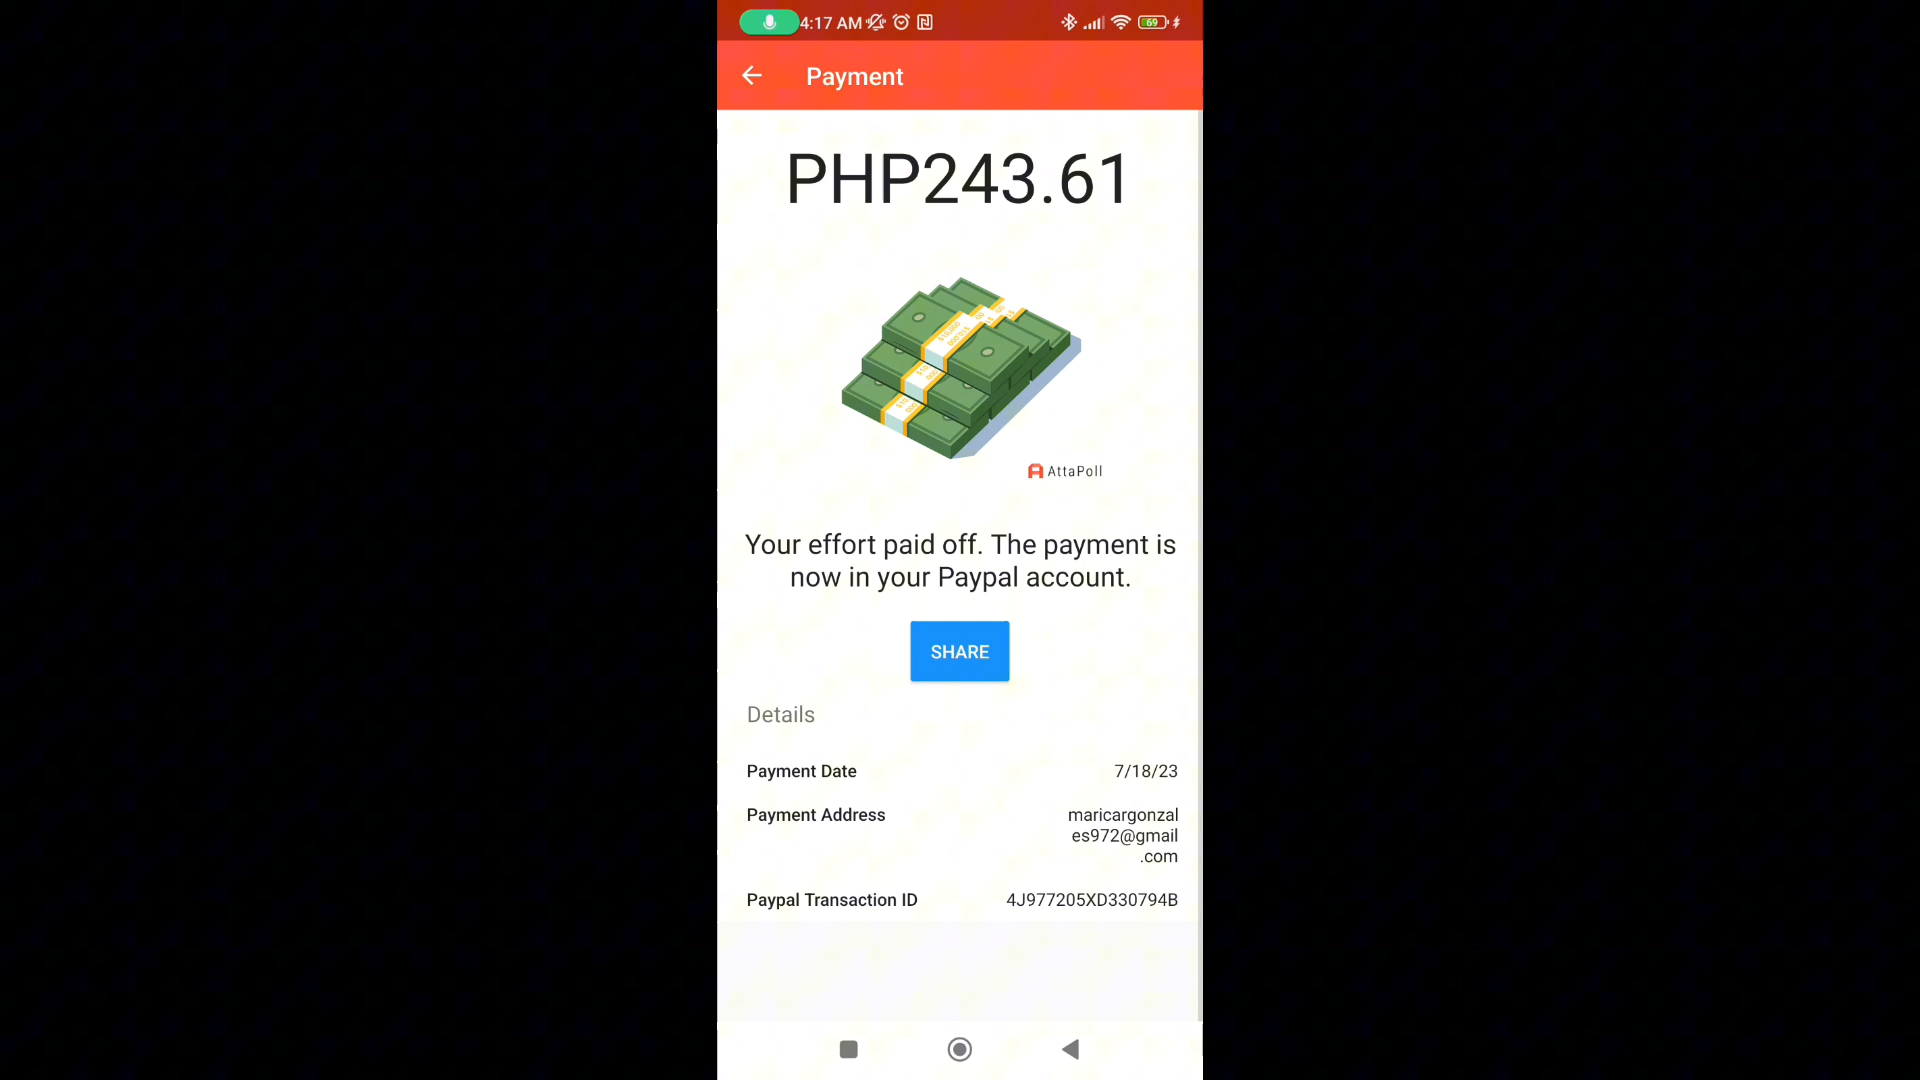 4:17 AM
69
Payment
PHP243.61
AttaPoll
Your effort paid off. The payment is
now in your Paypal account.
SHARE
Details
Payment Date 7/18/23
Payment Address maricargonzal
es972@gmail
.com
Paypal Transaction ID 4J977205XD330794B